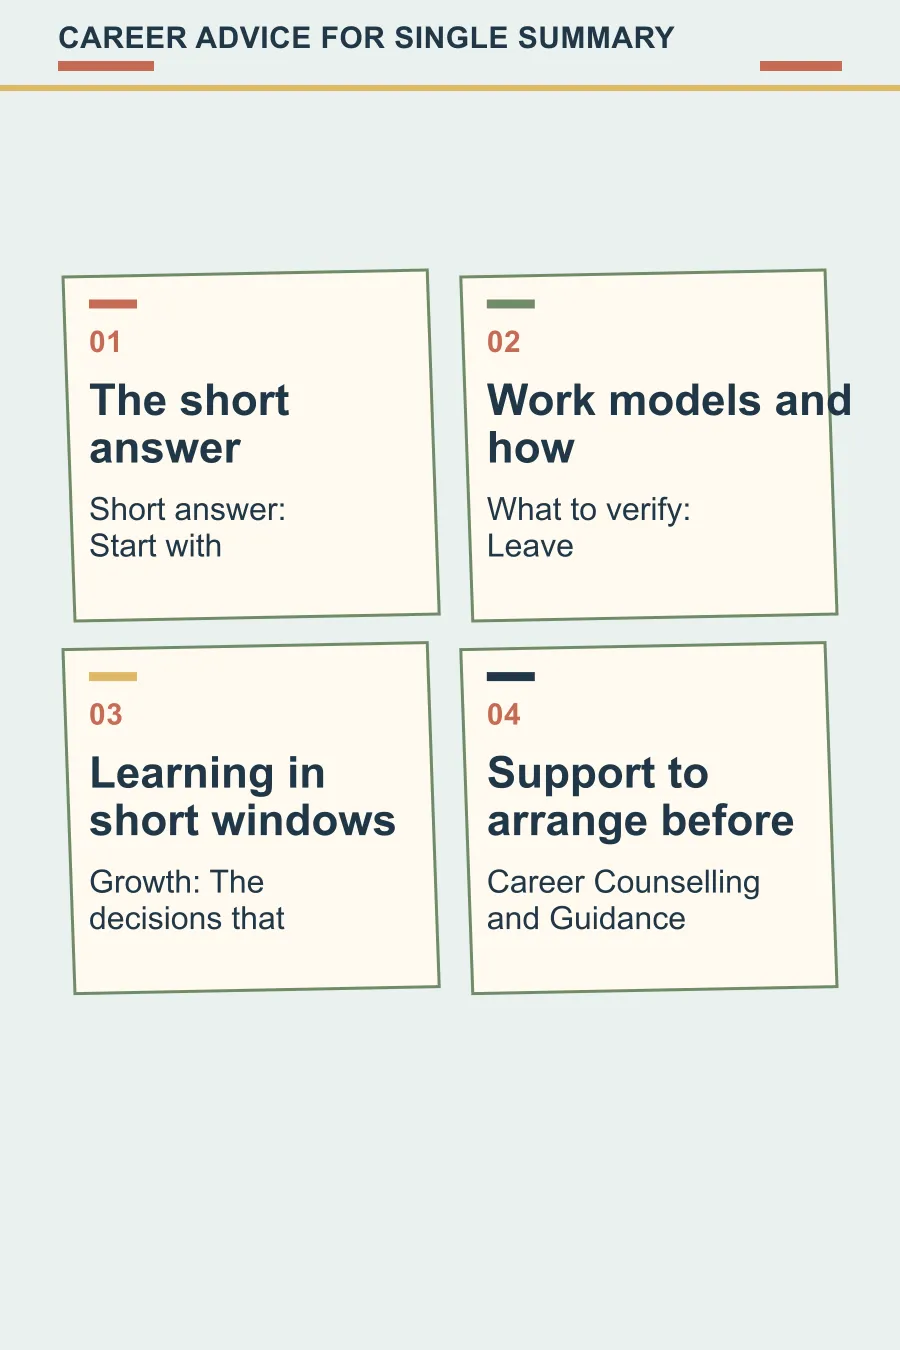 CAREER ADVICE FOR SINGLE SUMMARY
01
The short
answer
Short answer:
Start with
02
Work models and
how
What to verify:
Leave
03
Learning in
short windows
Growth: The
decisions that
04
Support to
arrange before
Career Counselling
and Guidance